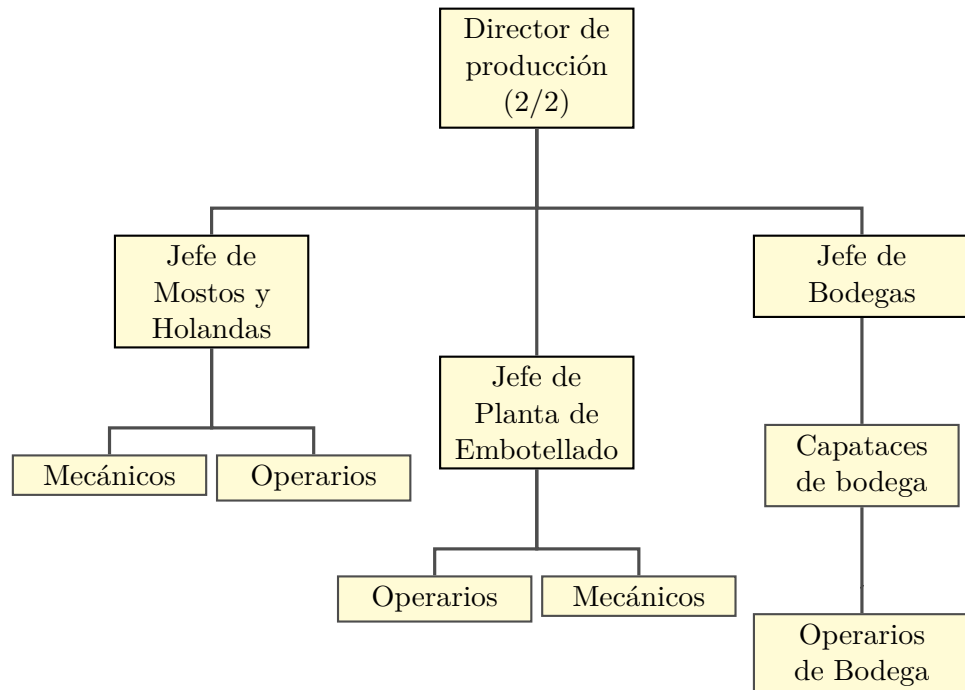 Director de
producción
(2/2)
Jefe de
Mostos y
Holandas
Jefe de
Bodegas
Jefe de
Planta de
Embotellado
Mecánicos
Operarios
Capataces
de bodega
Operarios
Mecánicos
Operarios
de Bodega